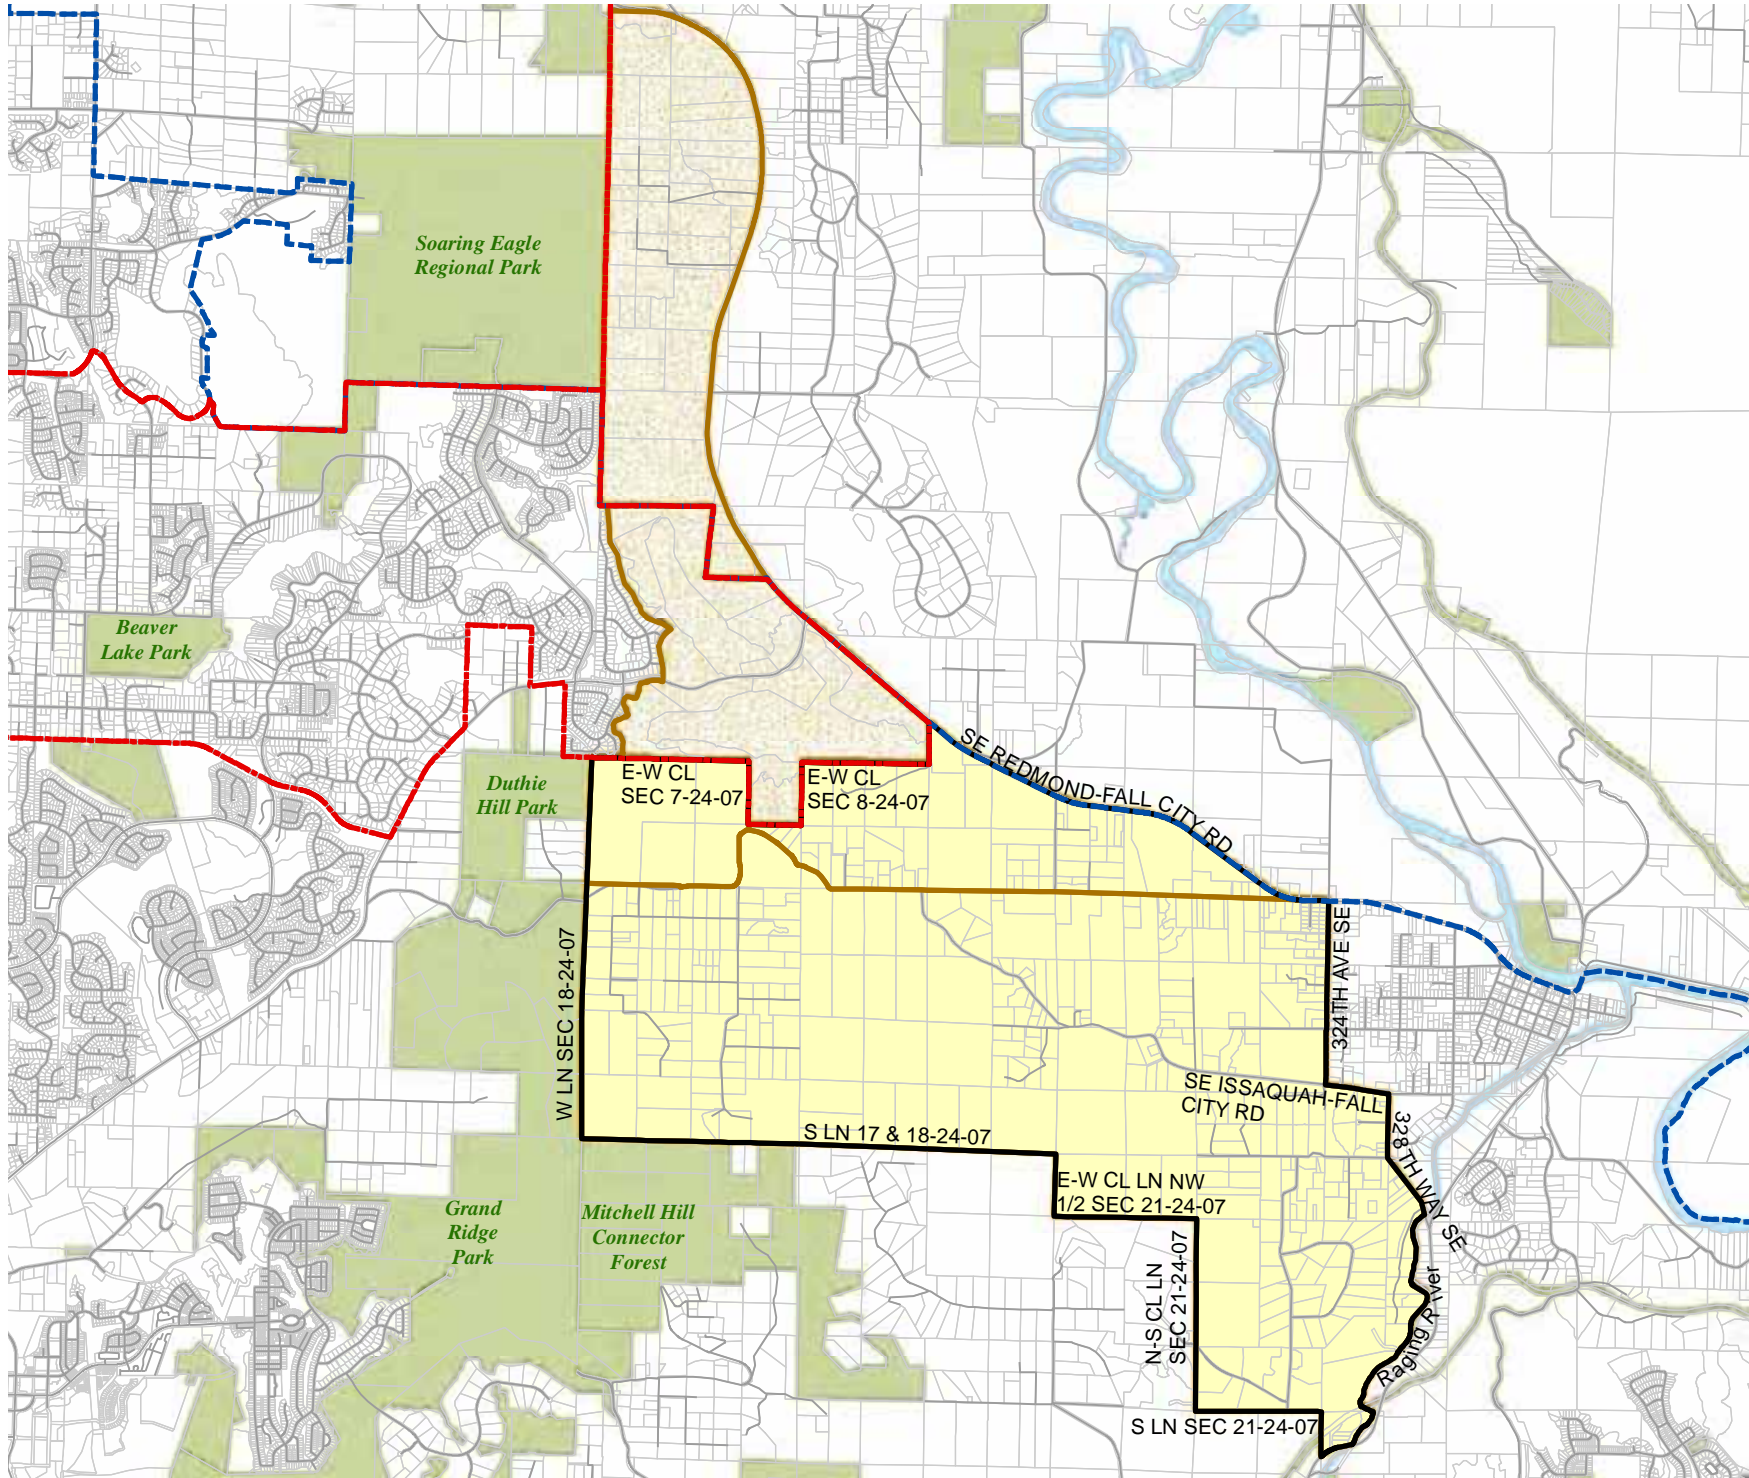 Soaring Eagle
Regional Park
Beaver
Lake Park
Duthie
Hill Park
E-W CL
SEC 7-24-07
E-W CL
SEC 8-24-07
SE REDMOND-FALL CITY RD
324TH AVE SE
W LN SEC 18-24-07
SE ISSAQUAH-FALL
CITY RD
328TH WAY SE
S LN 17 & 18-24-07
E-W CL LN NW
1/2 SEC 21-24-07
Grand
Ridge
Park
Mitchell Hill
Connector
Forest
N-S CL LN
SEC 21-24-07
Raging River
S LN SEC 21-24-07